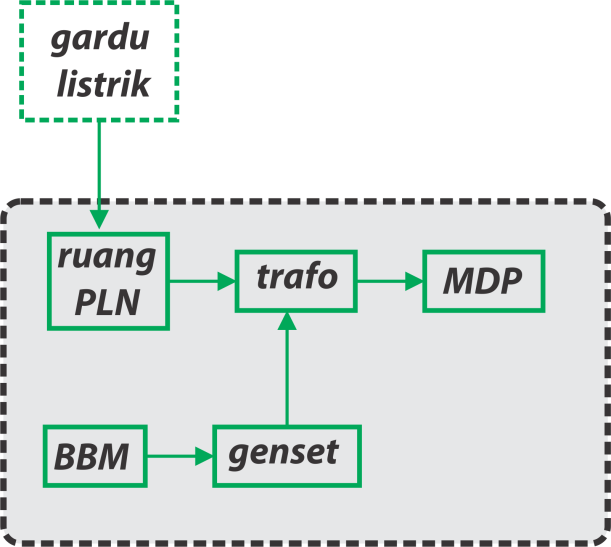 gardu
listrik
ruang
PLN
trafo
MDP
BBM
genset